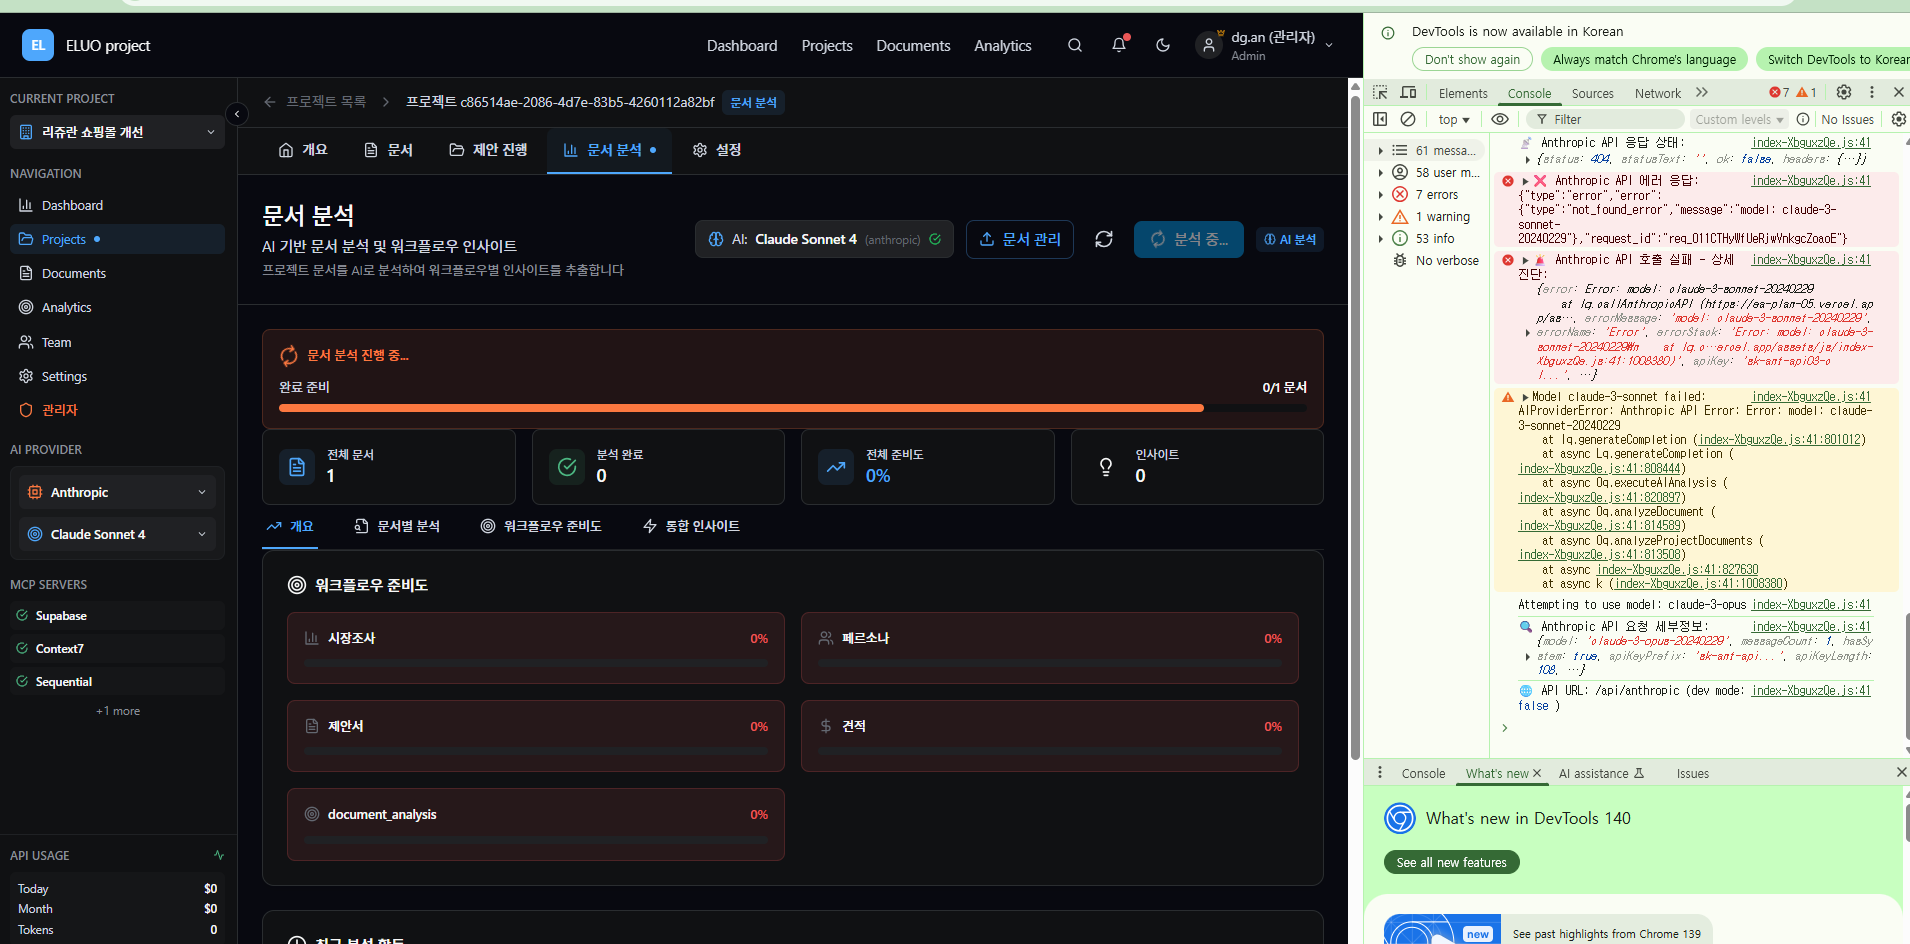 EL
ELUO project
Dashboard
Projects
Documents
Analytics
dg.an (관리자)
Admin
CURRENT PROJECT
리쥬란 쇼핑몰 개선
NAVIGATION
Dashboard
Projects
Documents
Analytics
Team
Settings
관리자
AI PROVIDER
Anthropic
Claude Sonnet 4
MCP SERVERS
Supabase
Context7
Sequential
+1 more
API USAGE
Today $0
Month $0
Tokens 0
프로젝트 목록
프로젝트 c86514ae-2086-4d7e-83b5-4260112a82bf
문서 분석
개요
문서
제안 진행
문서 분석
설정
문서 분석
AI 기반 문서 분석 및 워크플로우 인사이트
프로젝트 문서를 AI로 분석하여 워크플로우별 인사이트를 추출합니다
AI: Claude Sonnet 4 (anthropic)
문서 관리
분석 중...
AI 분석
문서 분석 진행 중...
완료 준비 0/1 문서
전체 문서
1
분석 완료
0
전체 준비도
0%
인사이트
0
개요
문서별 분석
워크플로우 준비도
통합 인사이트
워크플로우 준비도
시장조사 0%
페르소나 0%
제안서 0%
견적 0%
document_analysis 0%
DevTools is now available in Korean
Don't show again
Always match Chrome's language
Switch DevTools to Korean
Elements
Console
Sources
Network
7
1
top
Filter
Custom levels
No Issues
61 messa...
58 user m...
7 errors
1 warning
53 info
No verbose
Anthropic API 응답 상태: index-XbguxzQe.js:41
{status: 404, statusText: '', ok: false, headers: {…}}
Anthropic API 에러 응답: index-XbguxzQe.js:41
{"type":"error","error":
{"type":"not_found_error","message":"model: claude-3-
sonnet-
20240229"},"request_id":"req_011CTHyWfUeRjwVnkgcZoaoE"}
Anthropic API 호출 실패 - 상세 index-XbguxzQe.js:41
진단:
{error: Error: model: claude-3-sonnet-20240229
at lq.callAnthropicAPI (https://ea-plan-05.vercel.ap
p/as…, errorMessage: 'model: claude-3-sonnet-20240229',
errorName: 'Error', errorStack: 'Error: model: claude-3-
sonnet-20240229₩n    at lq.c…ercel.app/assets/js/index-
XbguxzQe.js:41:1008380)', apiKey: 'sk-ant-api03-o
l...', …}
Model claude-3-sonnet failed: index-XbguxzQe.js:41
AIProviderError: Anthropic API Error: Error: model: claude-
3-sonnet-20240229
at lq.generateCompletion (index-XbguxzQe.js:41:801012)
at async Lq.generateCompletion (
index-XbguxzQe.js:41:808444)
at async Oq.executeAIAnalysis (
index-XbguxzQe.js:41:820897)
at async Oq.analyzeDocument (
index-XbguxzQe.js:41:814589)
at async Oq.analyzeProjectDocuments (
index-XbguxzQe.js:41:813508)
at async index-XbguxzQe.js:41:827630
at async k (index-XbguxzQe.js:41:1008380)
Attempting to use model: claude-3-opus index-XbguxzQe.js:41
Anthropic API 요청 세부정보: index-XbguxzQe.js:41
{model: 'claude-3-opus-20240229', messageCount: 1, hasSy
stem: true, apiKeyPrefix: 'sk-ant-api...', apiKeyLength:
108, …}
API URL: /api/anthropic (dev mode: index-XbguxzQe.js:41
false )
Console
What's new
AI assistance
Issues
What's new in DevTools 140
See all new features
new
See past highlights from Chrome 139